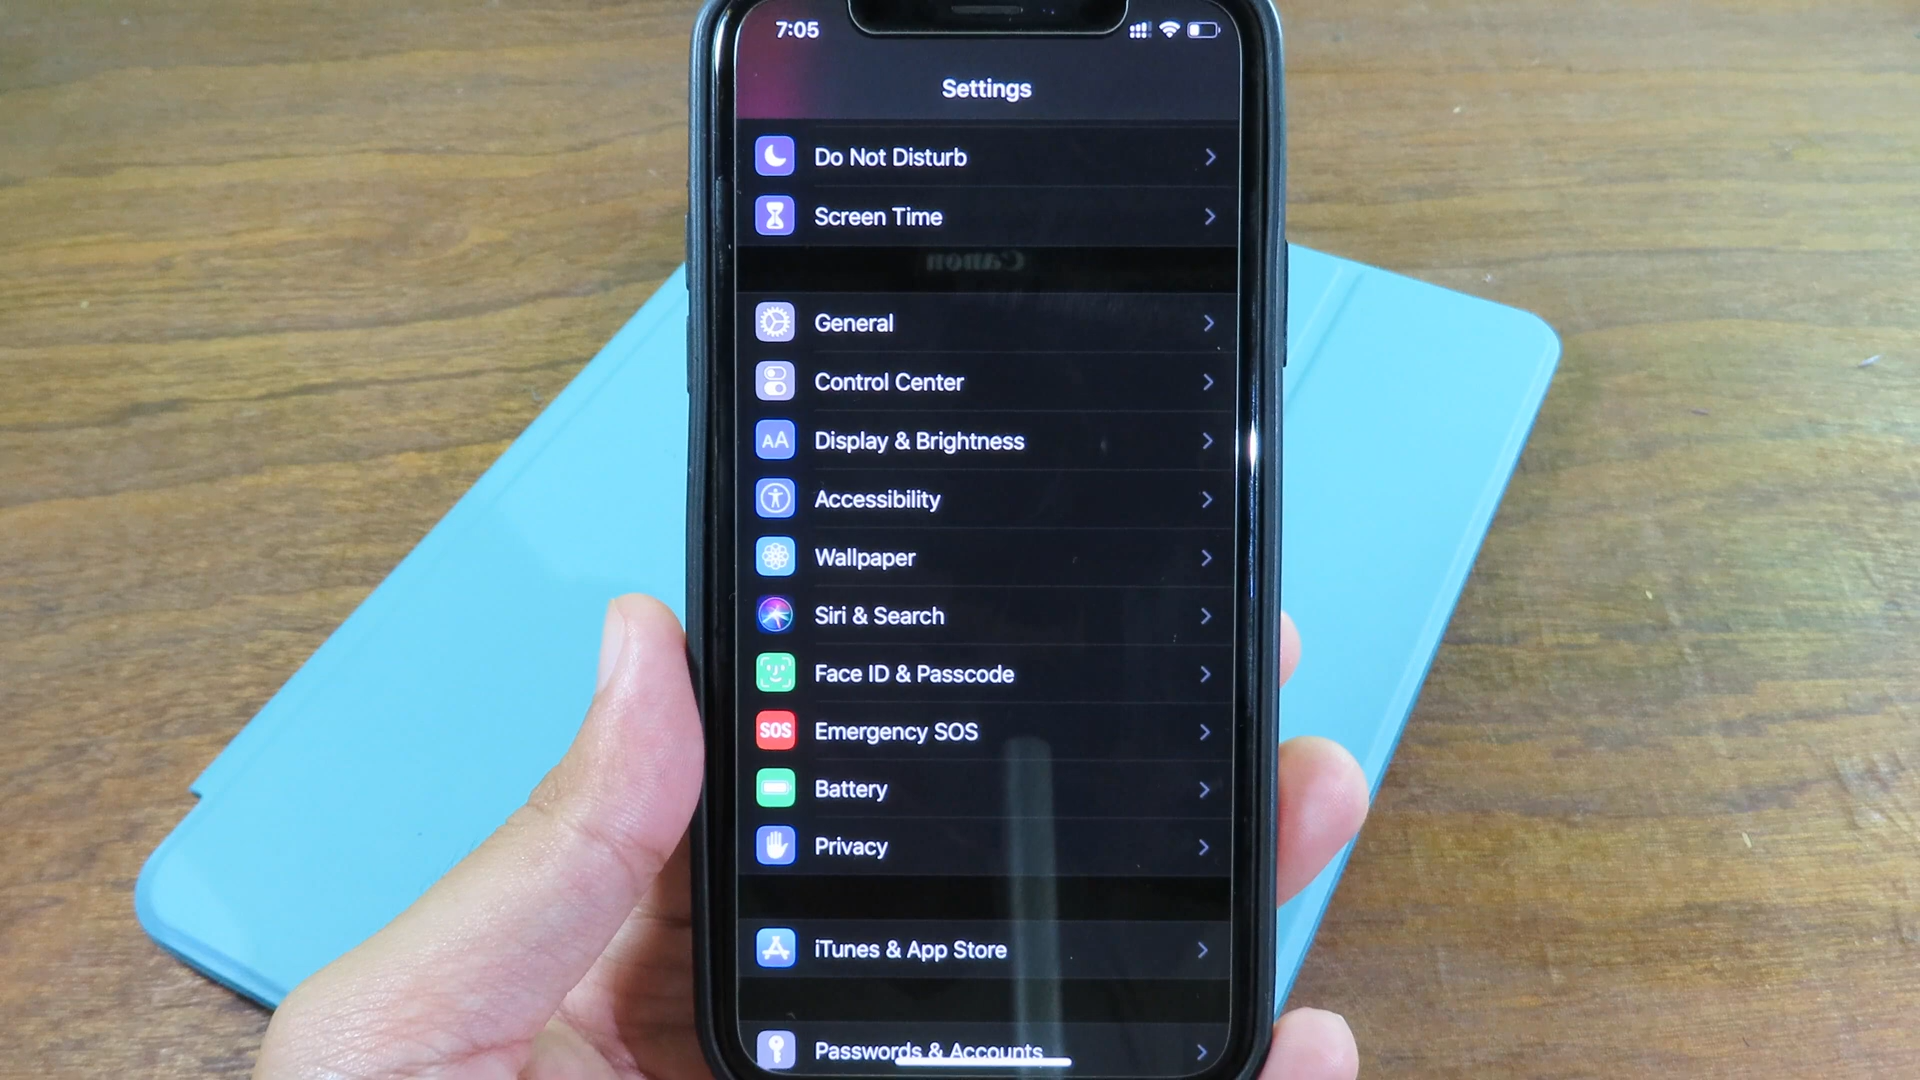 7:05
Settings
Do Not Disturb
Screen Time
Canon
General
Control Center
AA Display & Brightness
Accessibility
Wallpaper
Siri & Search
Face ID & Passcode
SOS Emergency SOS
Battery
Privacy
iTunes & App Store
Passwords & Accounts